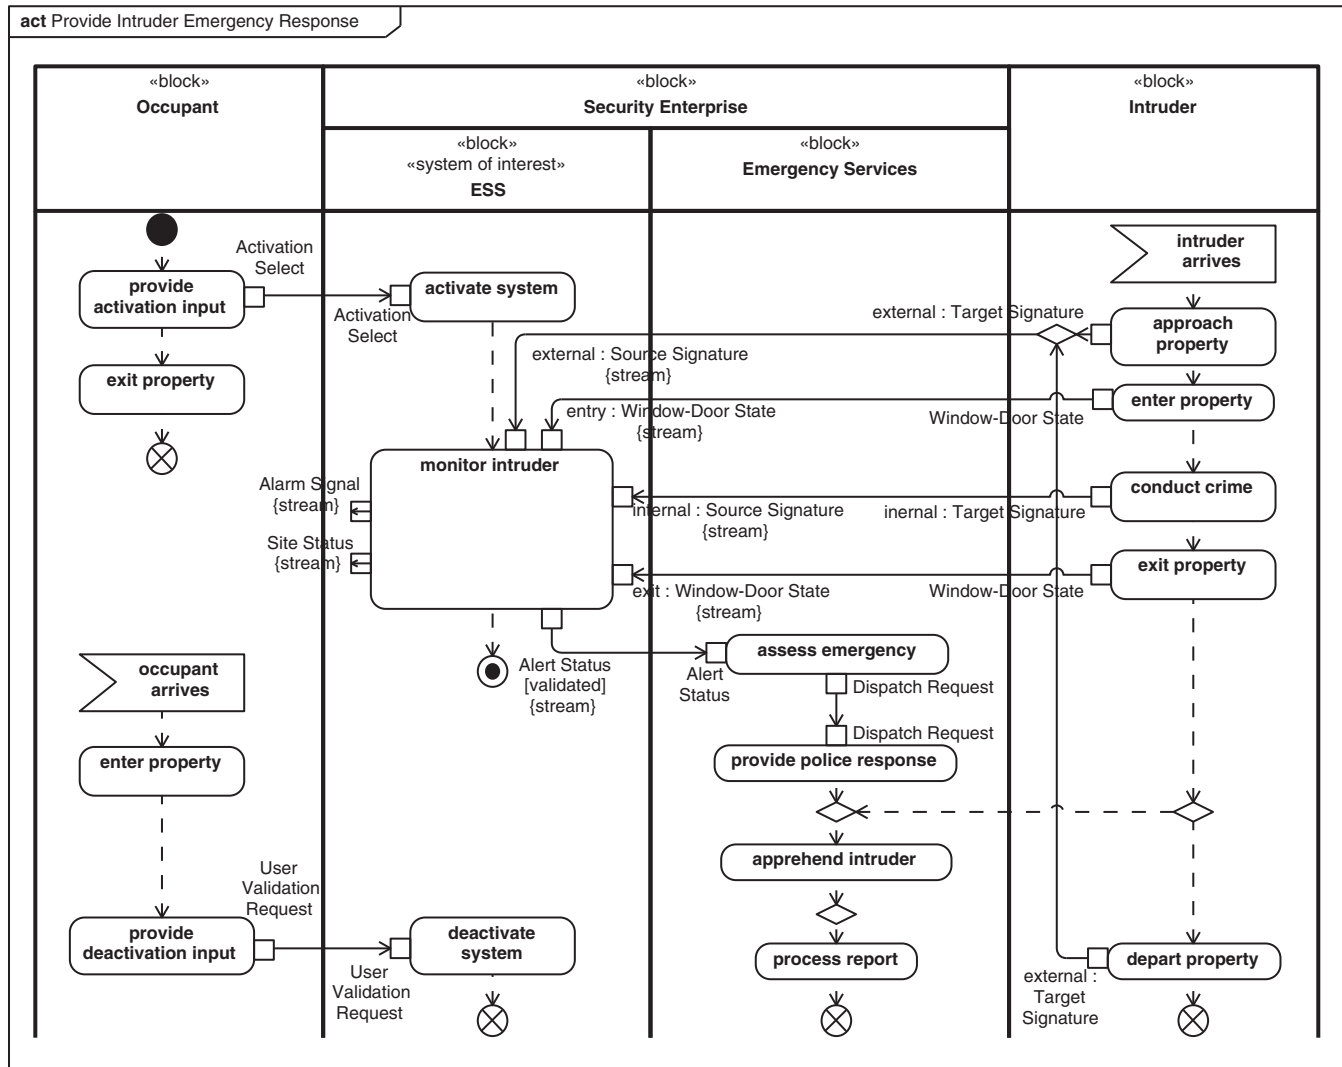 act Provide Intruder Emergency Response
«block»
Occupant
«block»
Security Enterprise
«block»
Intruder
«block»
«system of interest»
ESS
«block»
Emergency Services
Activation
Select
provide
activation input
activate system
Activation
Select
exit property
intruder
arrives
external : Target Signature
approach
property
external : Source Signature
{stream}
enter property
entry : Window-Door State
{stream}
Window-Door State
monitor intruder
Alarm Signal
{stream}
Site Status
{stream}
conduct crime
internal : Source Signature
{stream}
inernal : Target Signature
exit property
exit : Window-Door State
{stream}
Window-Door State
occupant
arrives
Alert Status
[validated]
{stream}
assess emergency
Alert
Status
Dispatch Request
Dispatch Request
provide police response
enter property
apprehend intruder
User
Validation
Request
provide
deactivation input
deactivate
system
User
Validation
Request
process report
depart property
external :
Target
Signature